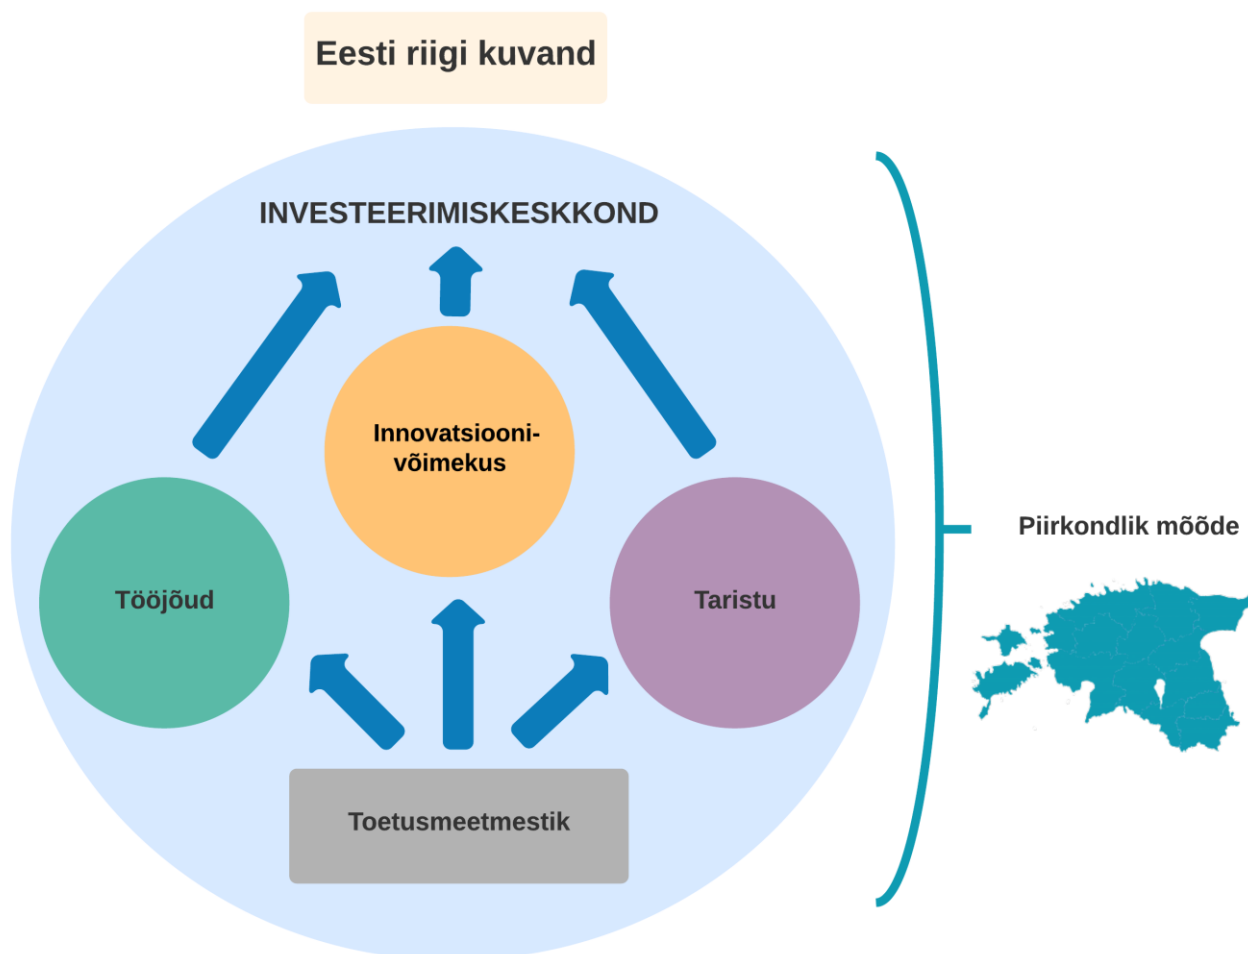 Eesti riigi kuvand
INVESTEERIMISKESKKOND
Innovatsiooni-
võimekus
Tööjõud
Taristu
Toetusmeetmestik
Piirkondlik mõõde